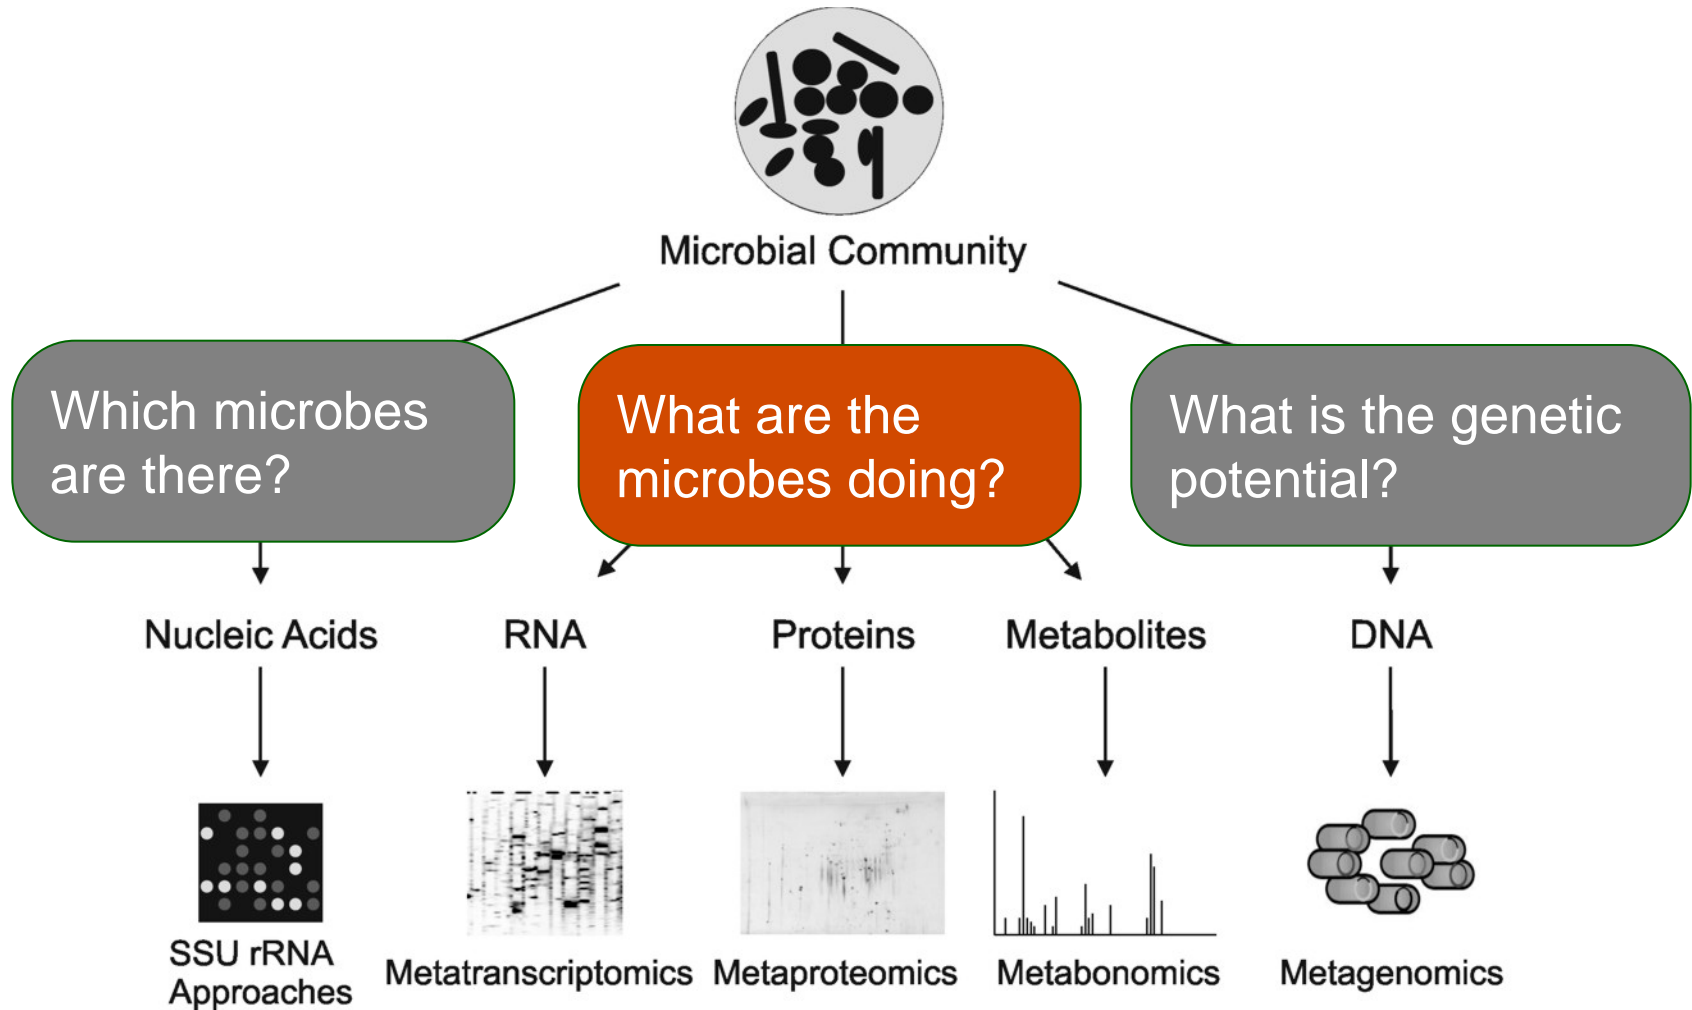 Microbial Community
Which microbes
are there?
What are the
microbes doing?
What is the genetic
potential?
Nucleic Acids
RNA
Proteins
Metabolites
DNA
SSU rRNA
Approaches
Metatranscriptomics
Metaproteomics
Metabonomics
Metagenomics